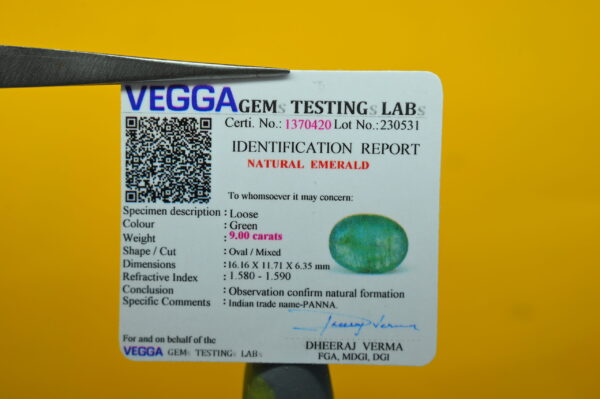 VEGGA GEMs TESTINGs LABs
Certi. No.: 1370420 Lot No.:230531
IDENTIFICATION REPORT
NATURAL EMERALD
To whomsoever it may concern:
Specimen description : Loose
Colour : Green
Weight : 9.00 carats
Shape / Cut : Oval / Mixed
Dimensions : 16.16 X 11.71 X 6.35 mm
Refractive Index : 1.580 - 1.590
Conclusion : Observation confirm natural formation
Specific Comments : Indian trade name-PANNA.
Dheeraj Verma
For and on behalf of the
VEGGA GEMs TESTINGs LABs
DHEERAJ VERMA
FGA, MDGI, DGI